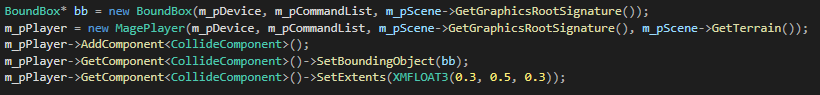 BoundBox* bb = new BoundBox(m_pDevice, m_pCommandList, m_pScene->GetGraphicsRootSignature());
m_pPlayer = new MagePlayer(m_pDevice, m_pCommandList, m_pScene->GetGraphicsRootSignature(), m_pScene->GetTerrain());
m_pPlayer->AddComponent<CollideComponent>();
m_pPlayer->GetComponent<CollideComponent>()->SetBoundingObject(bb);
m_pPlayer->GetComponent<CollideComponent>()->SetExtents(XMFLOAT3(0.3, 0.5, 0.3));